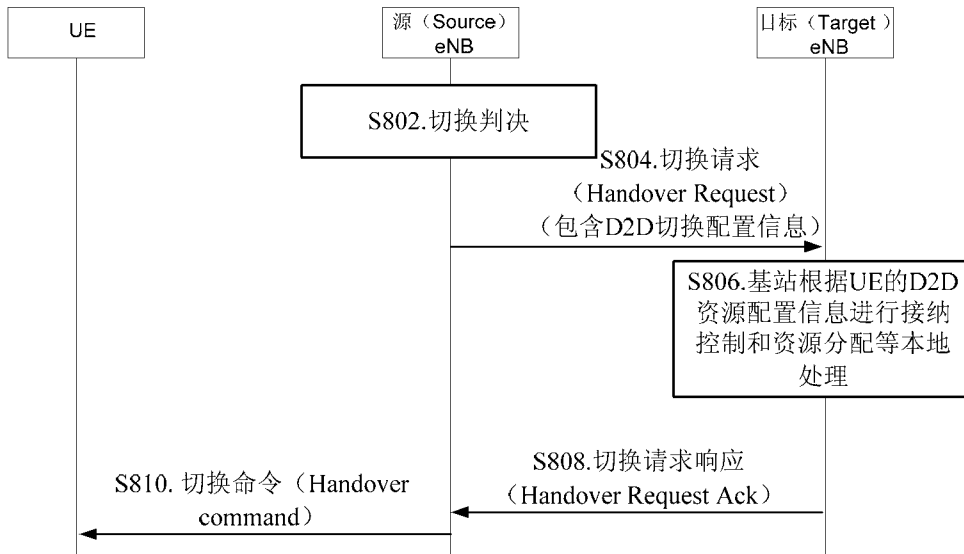 UE
源（Source）
eNB
目标（Target ）
eNB
S802.切换判决
S804.切换请求
（Handover Request）
（包含D2D切换配置信息）
S806.基站根据UE的D2D
资源配置信息进行接纳
控制和资源分配等本地
处理
S808.切换请求响应
（Handover Request Ack）
S810. 切换命令（Handover
command）